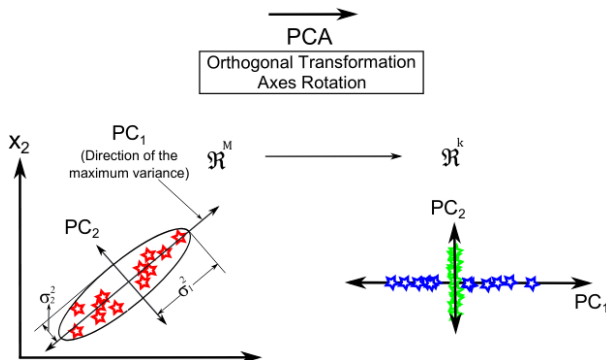 PCA
Orthogonal Transformation
Axes Rotation
PC₁
(Direction of the
maximum variance)
x₂
ℜᴹ
ℜᵏ
PC₂
σ₂²
σ₁²
PC₂
PC₁